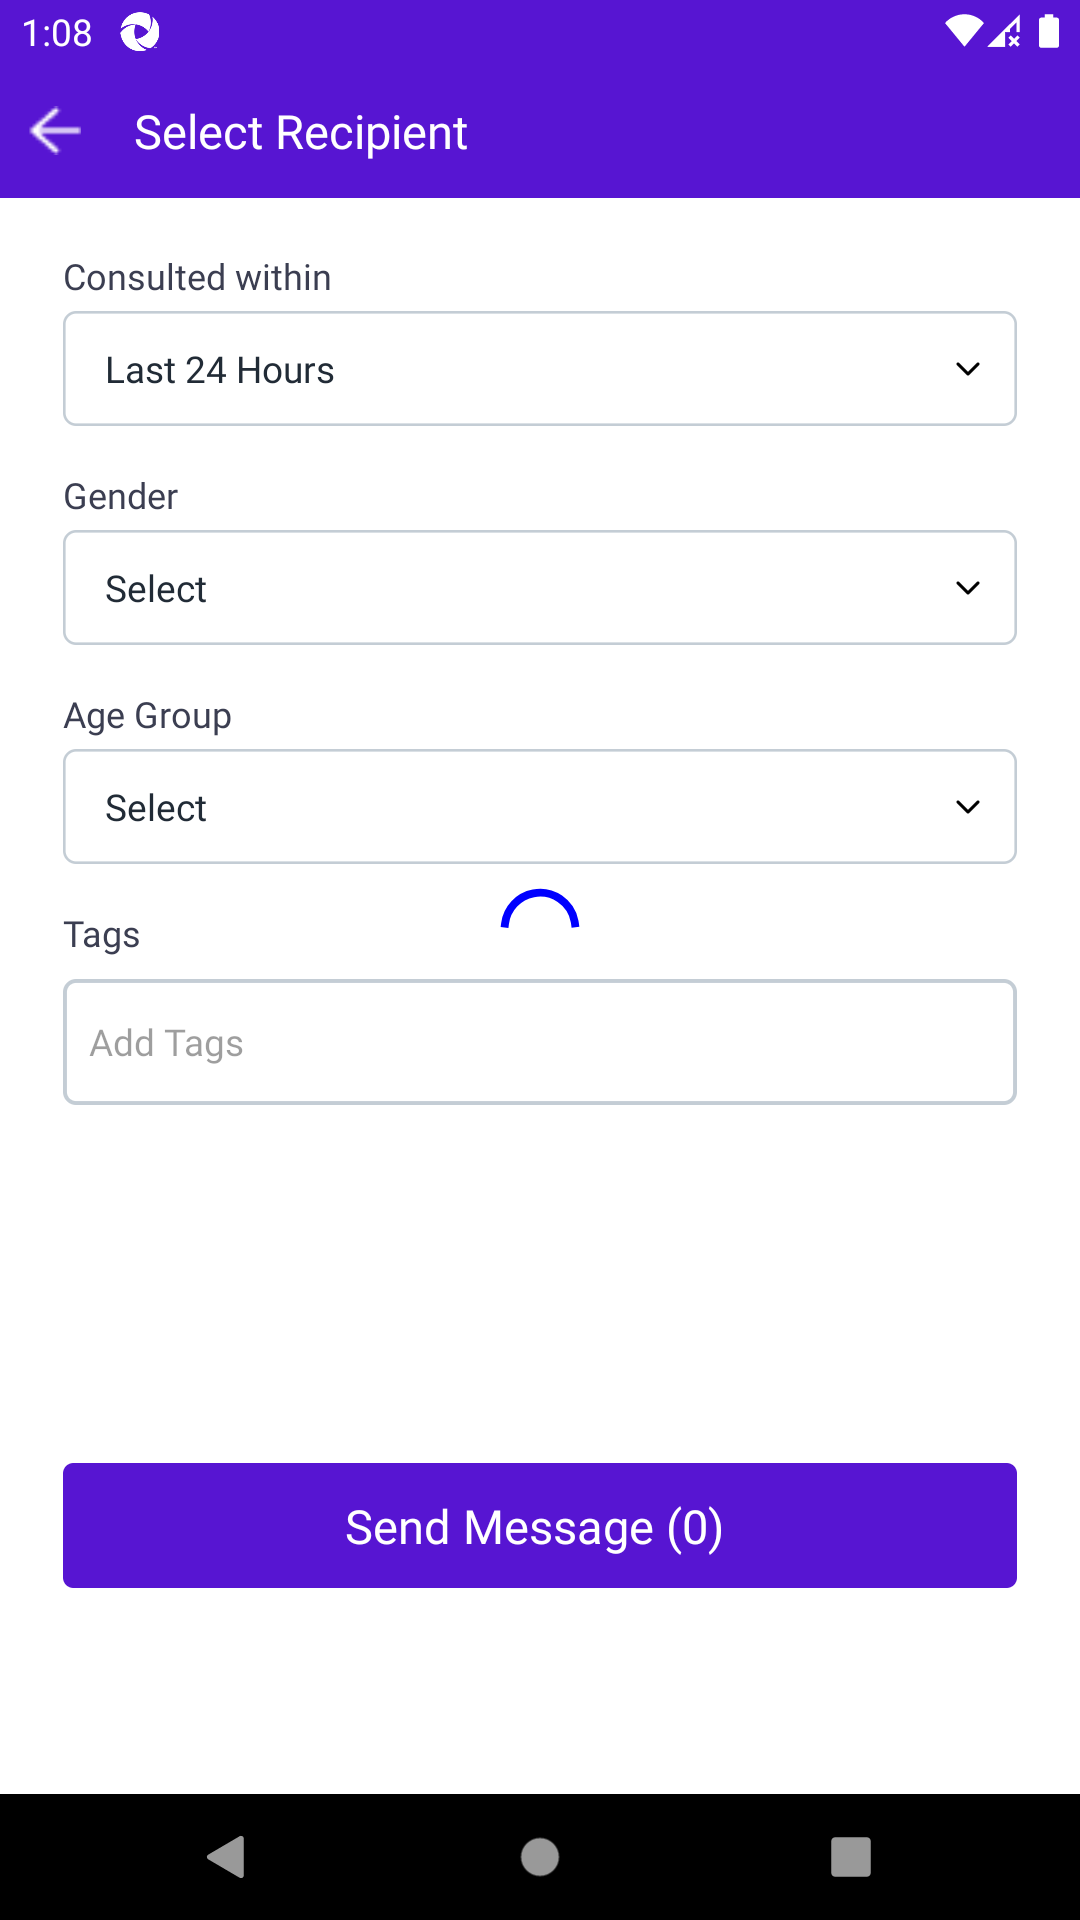 1:08
Select Recipient
Consulted within
Last 24 Hours
Gender
Select
Age Group
Select
Tags
Add Tags
Send Message (0)